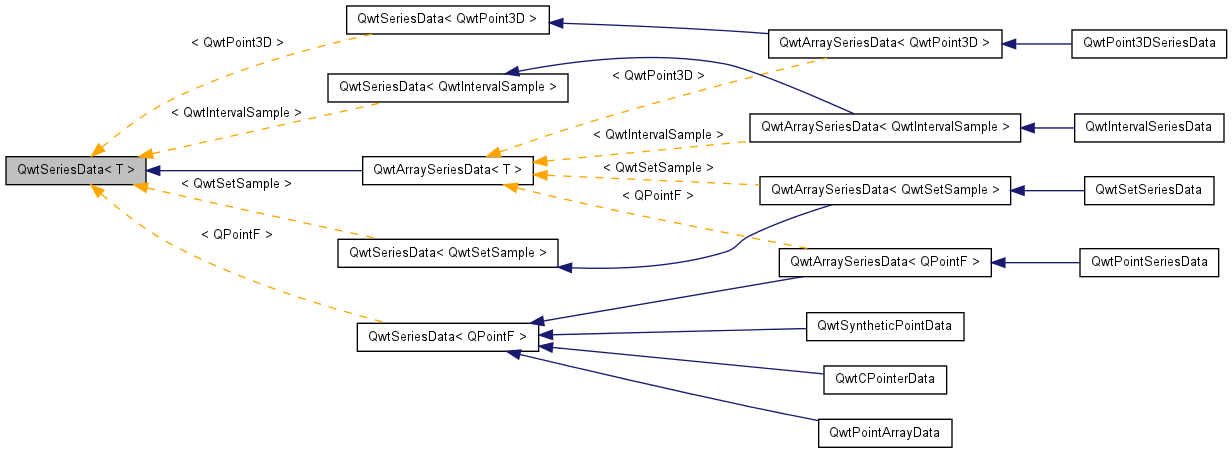 QwtSeriesData< QwtPoint3D >
< QwtPoint3D >
QwtArraySeriesData< QwtPoint3D >
QwtPoint3DSeriesData
< QwtPoint3D >
QwtSeriesData< QwtIntervalSample >
< QwtIntervalSample >
QwtArraySeriesData< QwtIntervalSample >
QwtIntervalSeriesData
< QwtIntervalSample >
QwtSeriesData< T >
QwtArraySeriesData< T >
< QwtSetSample >
< QwtSetSample >
QwtArraySeriesData< QwtSetSample >
QwtSetSeriesData
< QPointF >
< QPointF >
QwtSeriesData< QwtSetSample >
QwtArraySeriesData< QPointF >
QwtPointSeriesData
QwtSeriesData< QPointF >
QwtSyntheticPointData
QwtCPointerData
QwtPointArrayData